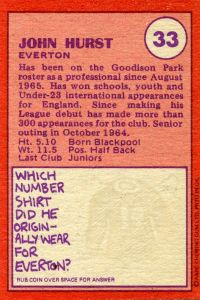 JOHN HURST
33
EVERTON
Has been on the Goodison Park
roster as a professional since August
1965. Has won schools, youth and
Under-23 international appearances
for England. Since making his
League debut has made more than
300 appearances for the club. Senior
outing in October 1964.
Ht. 5.10 Born Blackpool
Wt. 11.5 Pos. Half Back
Last Club Juniors
WHICH
NUMBER
SHIRT
DID HE
ORIGIN-
ALLY WEAR
FOR
EVERTON?
RUB COIN OVER SPACE FOR ANSWER